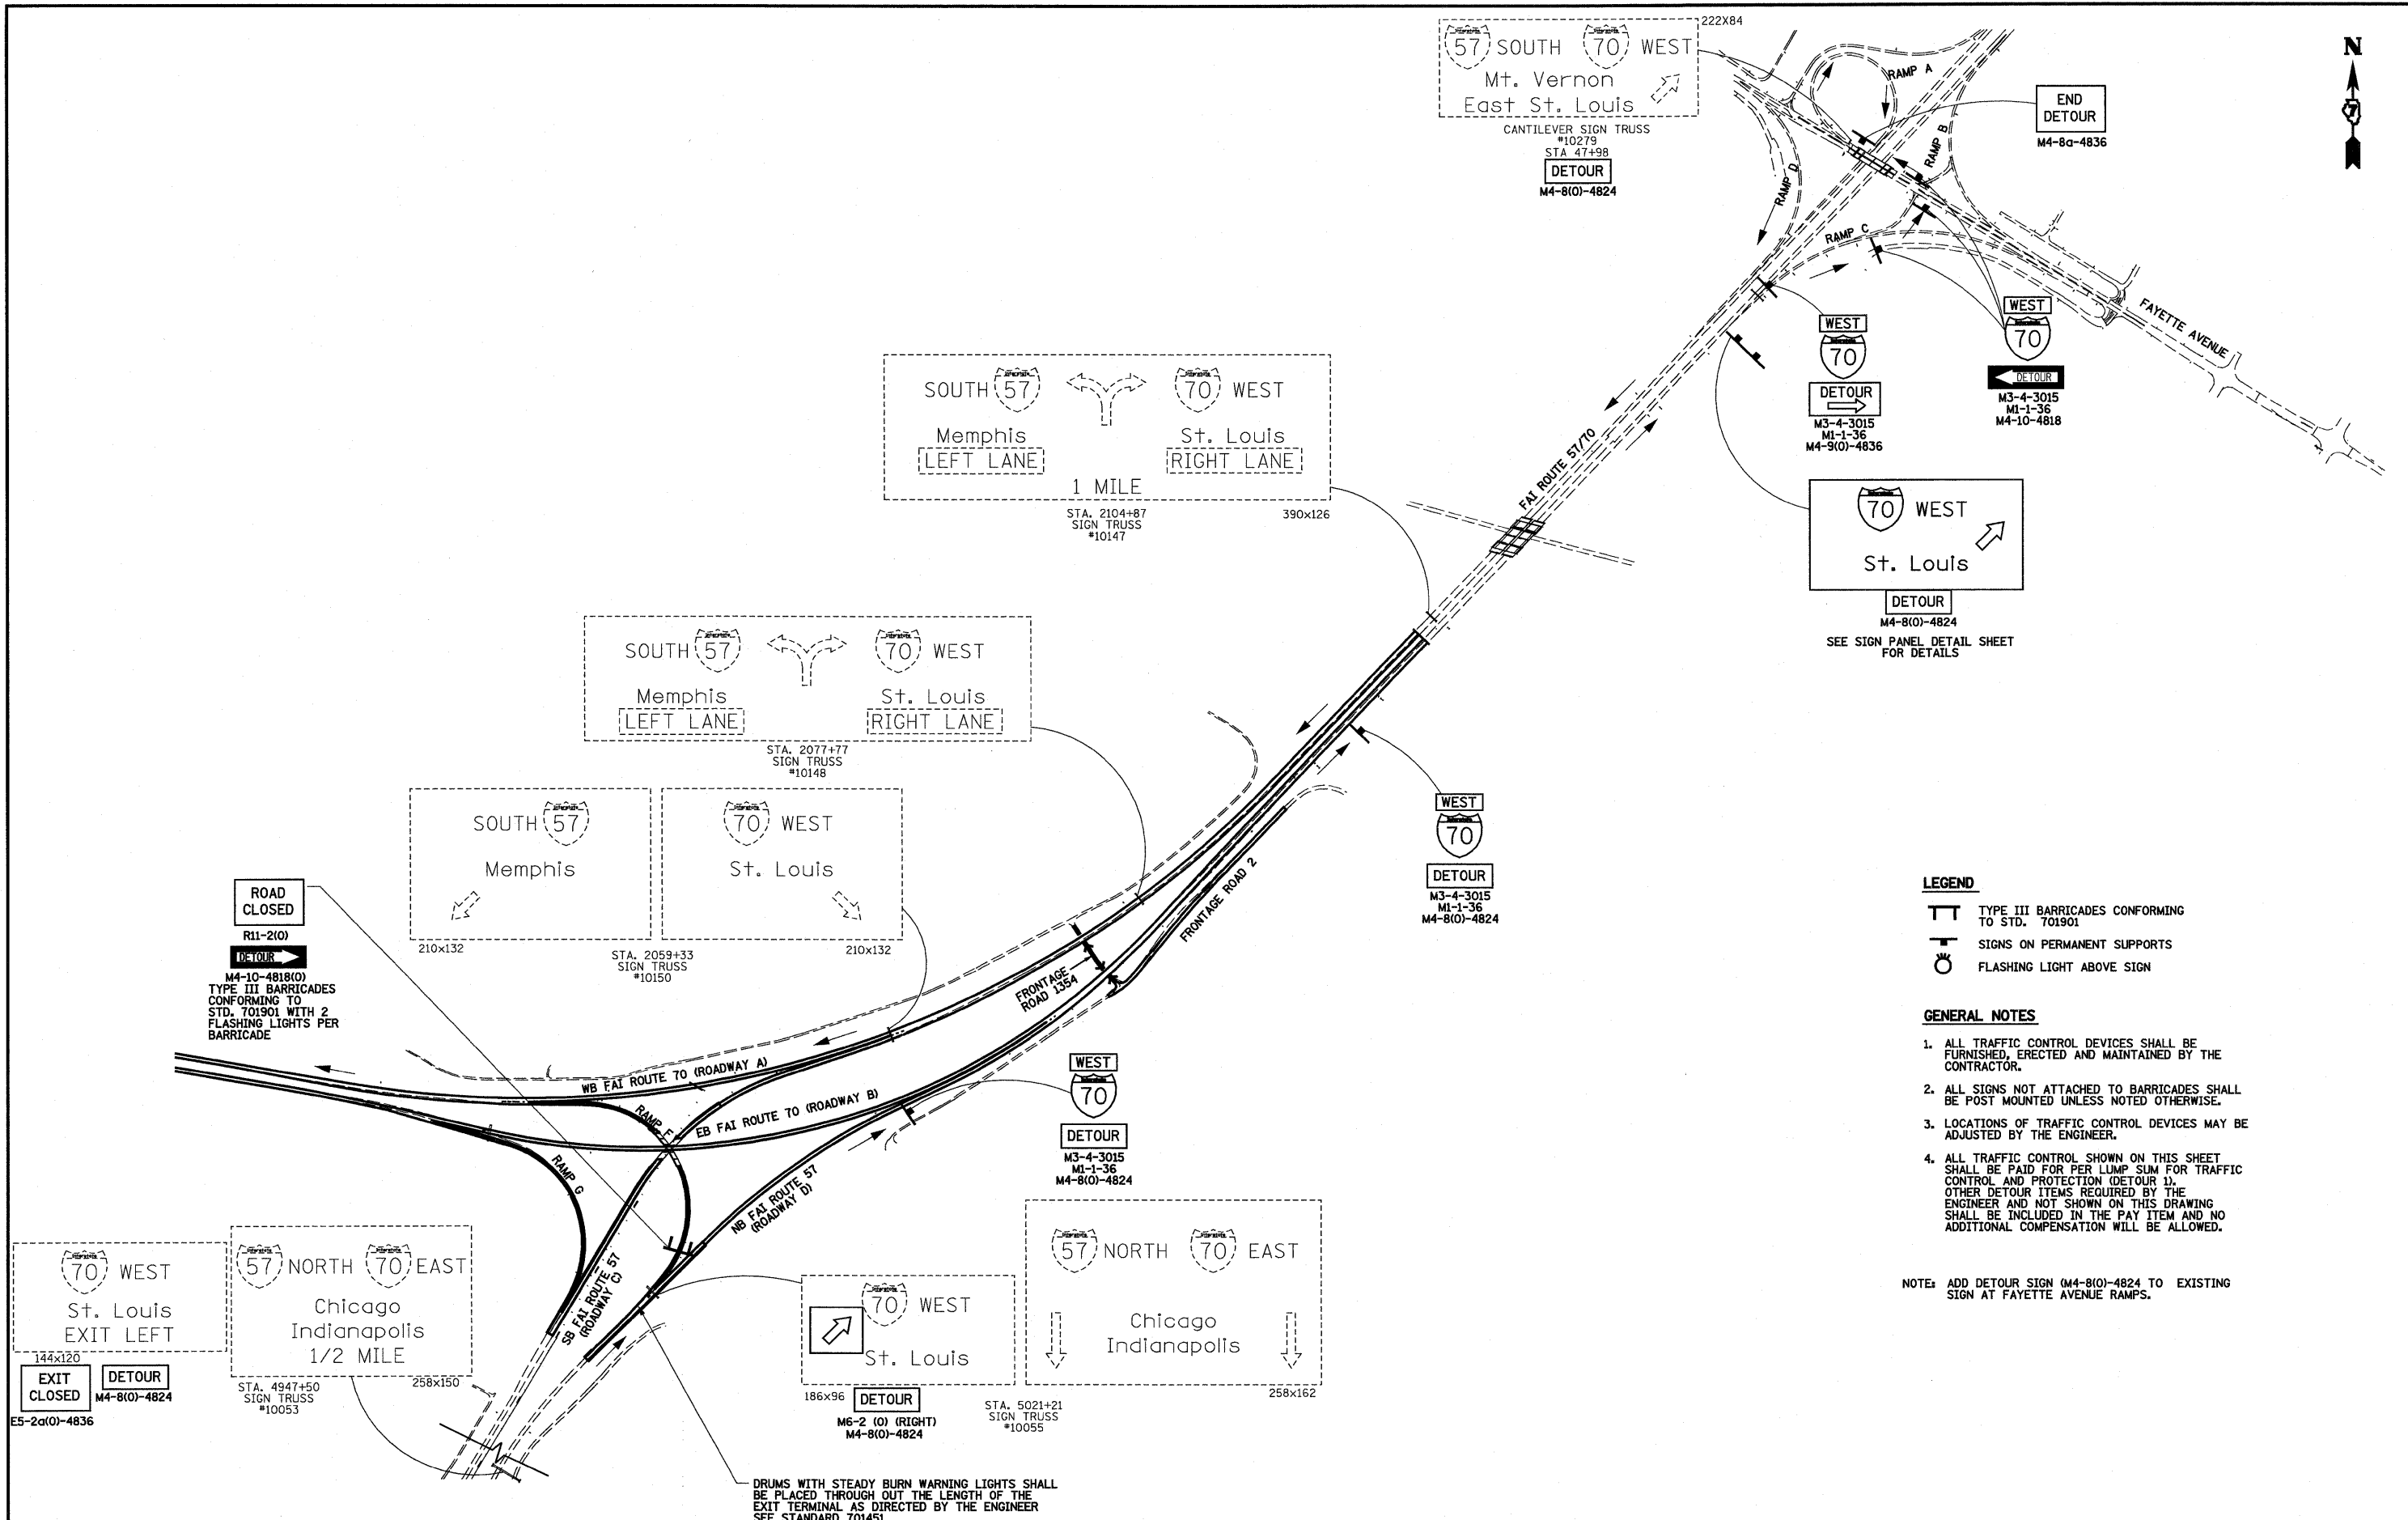 57 SOUTH 70 WEST
Mt. Vernon
East St. Louis
222X84
CANTILEVER SIGN TRUSS
#10279
STA 47+98
DETOUR
M4-8(O)-4824
RAMP A
RAMP B
RAMP D
RAMP C
END
DETOUR
M4-8a-4836
N
7
FAYETTE AVENUE
WEST
70
DETOUR
M3-4-3015
M1-1-36
M4-9(O)-4836
WEST
70
DETOUR
M3-4-3015
M1-1-36
M4-10-4818
SOUTH 57 70 WEST
Memphis St. Louis
LEFT LANE RIGHT LANE
1 MILE
STA. 2104+87
SIGN TRUSS
#10147
390x126
FAI ROUTE 57/70
70 WEST
St. Louis
DETOUR
M4-8(O)-4824
SEE SIGN PANEL DETAIL SHEET
FOR DETAILS
SOUTH 57 70 WEST
Memphis St. Louis
LEFT LANE RIGHT LANE
STA. 2077+77
SIGN TRUSS
#10148
SOUTH 57
Memphis
210x132
70 WEST
St. Louis
210x132
STA. 2059+33
SIGN TRUSS
#10150
WEST
70
DETOUR
M3-4-3015
M1-1-36
M4-8(O)-4824
FRONTAGE ROAD 2
FRONTAGE
ROAD 1354
ROAD
CLOSED
R11-2(O)
DETOUR
M4-10-4818(O)
TYPE III BARRICADES
CONFORMING TO
STD. 701901 WITH 2
FLASHING LIGHTS PER
BARRICADE
WB FAI ROUTE 70 (ROADWAY A)
EB FAI ROUTE 70 (ROADWAY B)
RAMP F
RAMP G
NB FAI ROUTE 57
(ROADWAY D)
SB FAI ROUTE 57
(ROADWAY C)
WEST
70
DETOUR
M3-4-3015
M1-1-36
M4-8(O)-4824
70 WEST
St. Louis
EXIT LEFT
144x120
EXIT
CLOSED
E5-2a(O)-4836
DETOUR
M4-8(O)-4824
57 NORTH 70 EAST
Chicago
Indianapolis
1/2 MILE
STA. 4947+50
SIGN TRUSS
#10053
258x150
70 WEST
St. Louis
186x96
DETOUR
M6-2 (O) (RIGHT)
M4-8(O)-4824
57 NORTH 70 EAST
Chicago
Indianapolis
STA. 5021+21
SIGN TRUSS
#10055
258x162
DRUMS WITH STEADY BURN WARNING LIGHTS SHALL
BE PLACED THROUGH OUT THE LENGTH OF THE
EXIT TERMINAL AS DIRECTED BY THE ENGINEER
SEE STANDARD 701451
LEGEND
TYPE III BARRICADES CONFORMING
TO STD. 701901
SIGNS ON PERMANENT SUPPORTS
FLASHING LIGHT ABOVE SIGN
GENERAL NOTES
1. ALL TRAFFIC CONTROL DEVICES SHALL BE
FURNISHED, ERECTED AND MAINTAINED BY THE
CONTRACTOR.
2. ALL SIGNS NOT ATTACHED TO BARRICADES SHALL
BE POST MOUNTED UNLESS NOTED OTHERWISE.
3. LOCATIONS OF TRAFFIC CONTROL DEVICES MAY BE
ADJUSTED BY THE ENGINEER.
4. ALL TRAFFIC CONTROL SHOWN ON THIS SHEET
SHALL BE PAID FOR PER LUMP SUM FOR TRAFFIC
CONTROL AND PROTECTION (DETOUR 1).
OTHER DETOUR ITEMS REQUIRED BY THE
ENGINEER AND NOT SHOWN ON THIS DRAWING
SHALL BE INCLUDED IN THE PAY ITEM AND NO
ADDITIONAL COMPENSATION WILL BE ALLOWED.
NOTE: ADD DETOUR SIGN (M4-8(O)-4824 TO EXISTING
SIGN AT FAYETTE AVENUE RAMPS.